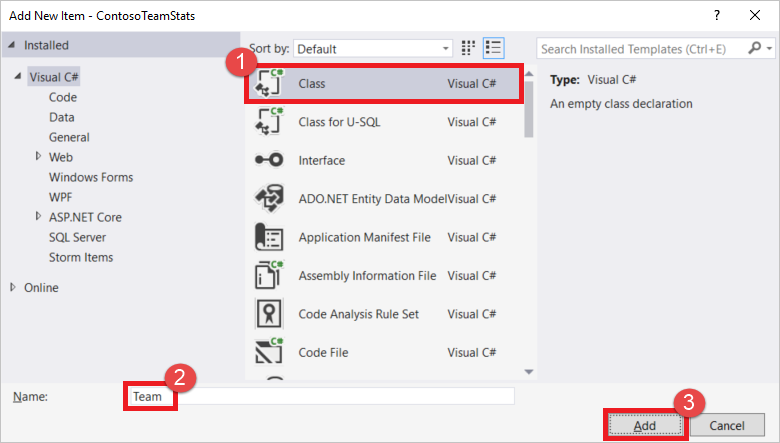 Add New Item - ContosoTeamStats ? ×
Installed
Visual C#
Code
Data
General
Web
Windows Forms
WPF
ASP.NET Core
SQL Server
Storm Items
Online
Sort by: Default
1
C# Class Visual C#
C# Class for U-SQL Visual C#
Interface Visual C#
ADO.NET Entity Data Model Visual C#
Application Manifest File Visual C#
C# Assembly Information File Visual C#
Code Analysis Rule Set Visual C#
C# Code File Visual C#
Search Installed Templates (Ctrl+E)
Type: Visual C#
An empty class declaration
2
Name: Team
3
Add Cancel